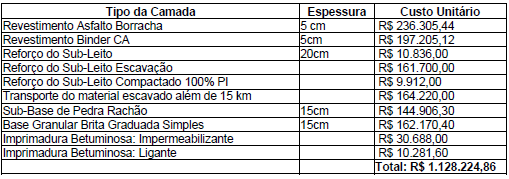 Tipo da Camada Espessura Custo Unitário
Revestimento Asfalto Borracha 5 cm R$ 236.305,44
Revestimento Binder CA 5cm R$ 197.205,12
Reforço do Sub-Leito 20cm R$ 10.836,00
Reforço do Sub-Leito Escavação R$ 161.700,00
Reforço do Sub-Leito Compactado 100% PI R$ 9.912,00
Transporte do material escavado além de 15 km R$ 164.220,00
Sub-Base de Pedra Rachão 15cm R$ 144.906,30
Base Granular Brita Graduada Simples 15cm R$ 162.170,40
Imprimadura Betuminosa: Impermeabilizante R$ 30.688,00
Imprimadura Betuminosa: Ligante R$ 10.281,60
Total: R$ 1.128.224,86